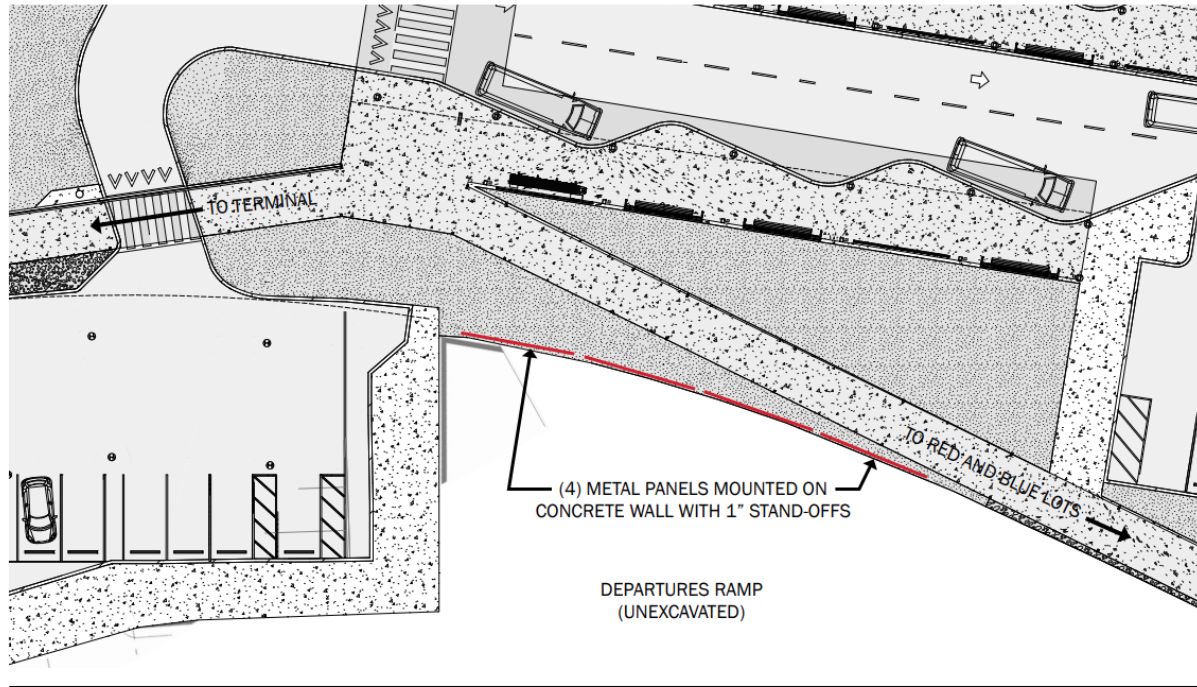 TO TERMINAL
TO RED AND BLUE LOTS
(4) METAL PANELS MOUNTED ON
CONCRETE WALL WITH 1" STAND-OFFS
DEPARTURES RAMP
(UNEXCAVATED)